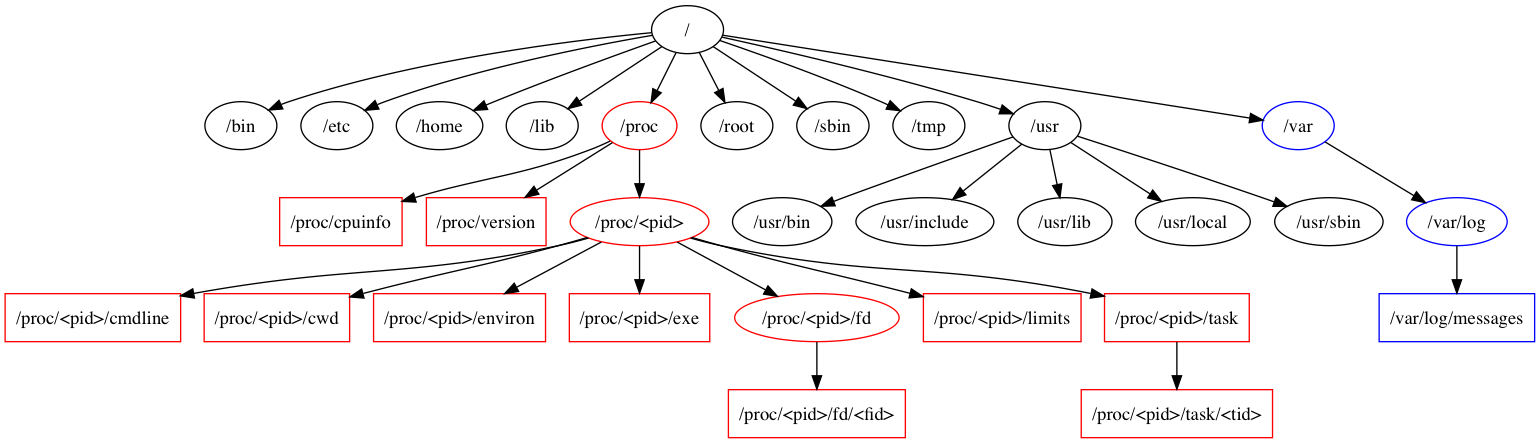 /
/bin
/etc
/home
/lib
/proc
/root
/sbin
/tmp
/usr
/var
/proc/cpuinfo
/proc/version
/proc/<pid>
/usr/bin
/usr/include
/usr/lib
/usr/local
/usr/sbin
/var/log
/proc/<pid>/cmdline
/proc/<pid>/cwd
/proc/<pid>/environ
/proc/<pid>/exe
/proc/<pid>/fd
/proc/<pid>/limits
/proc/<pid>/task
/var/log/messages
/proc/<pid>/fd/<fid>
/proc/<pid>/task/<tid>